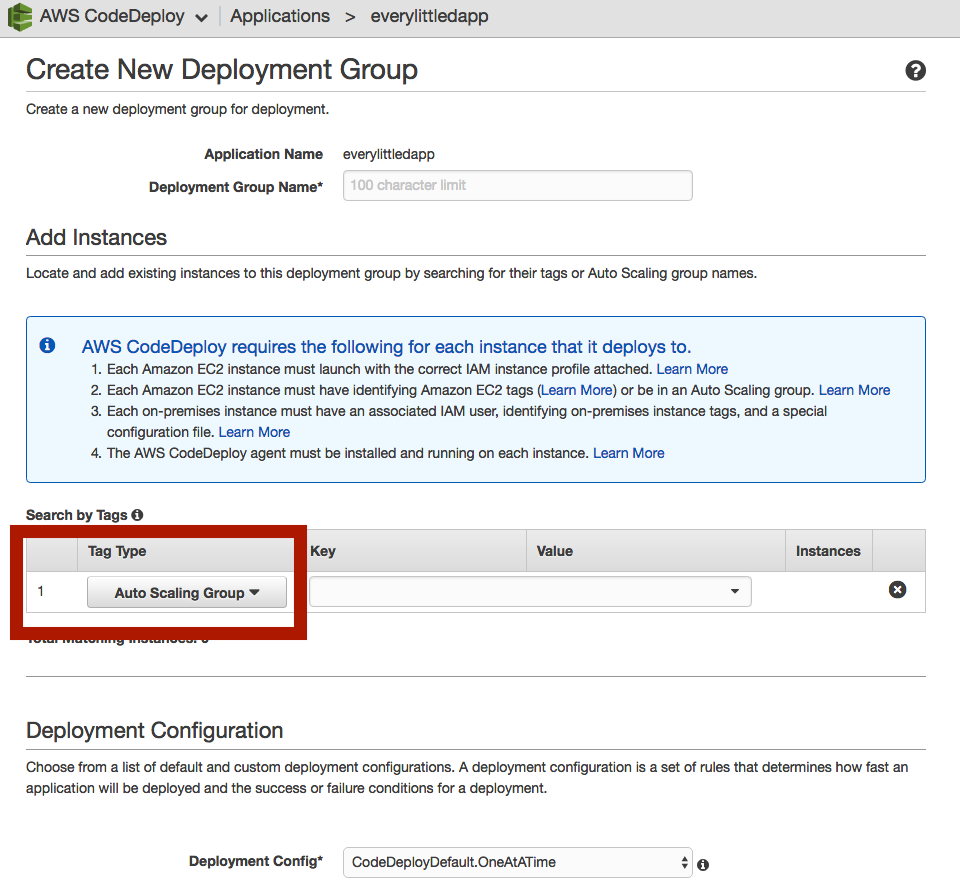 AWS CodeDeploy Applications > everylittledapp
Create New Deployment Group
Create a new deployment group for deployment.
Application Name everylittledapp
Deployment Group Name* 100 character limit
Add Instances
Locate and add existing instances to this deployment group by searching for their tags or Auto Scaling group names.
AWS CodeDeploy requires the following for each instance that it deploys to.
1. Each Amazon EC2 instance must launch with the correct IAM instance profile attached. Learn More
2. Each Amazon EC2 instance must have identifying Amazon EC2 tags (Learn More) or be in an Auto Scaling group. Learn More
3. Each on-premises instance must have an associated IAM user, identifying on-premises instance tags, and a special
configuration file. Learn More
4. The AWS CodeDeploy agent must be installed and running on each instance. Learn More
Search by Tags
Tag Type Key Value Instances
1 Auto Scaling Group
Total Matching Instances: 0
Deployment Configuration
Choose from a list of default and custom deployment configurations. A deployment configuration is a set of rules that determines how fast an
application will be deployed and the success or failure conditions for a deployment.
Deployment Config* CodeDeployDefault.OneAtATime